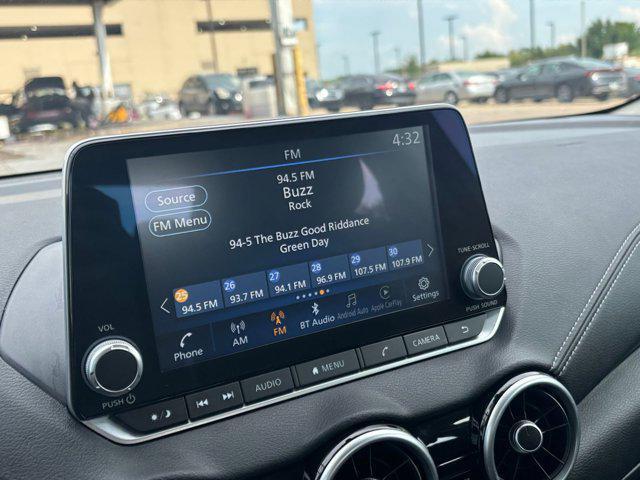 FM
4:32
94.5 FM
Buzz
Rock
Source
FM Menu
94-5 The Buzz Good Riddance
Green Day
25 26 27 28 29 30
94.5 FM 93.7 FM 94.1 FM 96.9 FM 107.5 FM 107.9 FM
Phone AM FM BT Audio Android Auto Apple CarPlay Settings
VOL
PUSH
TUNE·SCROLL
PUSH SOUND
AUDIO MENU CAMERA